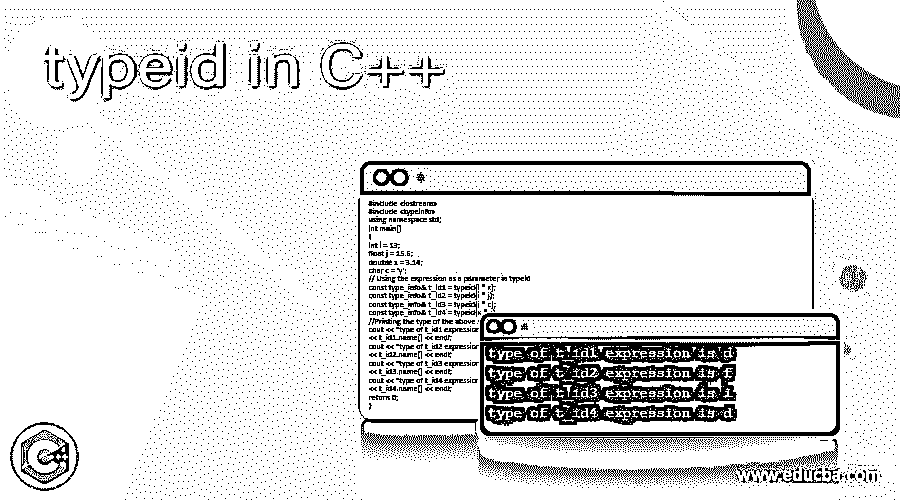 typeid in C++
#include <iostream>
#include <typeinfo>
using namespace std;
int main()
{
int i = 13;
float j = 15.6;
double x = 3.14;
char c = 'y';
// Using the expression as a parameter in typeid
const type_info& t_id1 = typeid(
const type_info& t_id2 = typeid(i * j);
const type_info& t_id3 = typeid(
const type_info& t_id4 = typeid(x *
//Printing the type of the above
cout << "type of t_id1 expression
<< t_id1.name() << endl;
cout << "type of t_id2 expression
<< t_id2.name() << endl;
cout << "type of t_id3 expression
<< t_id3.name() << endl;
cout << "type of t_id4 expression
<< t_id4.name() << endl;
return 0;
}
type of t_id1 expression is d
type of t_id2 expression is f
type of t_id3 expression is i
type of t_id4 expression is d
www.educba.com